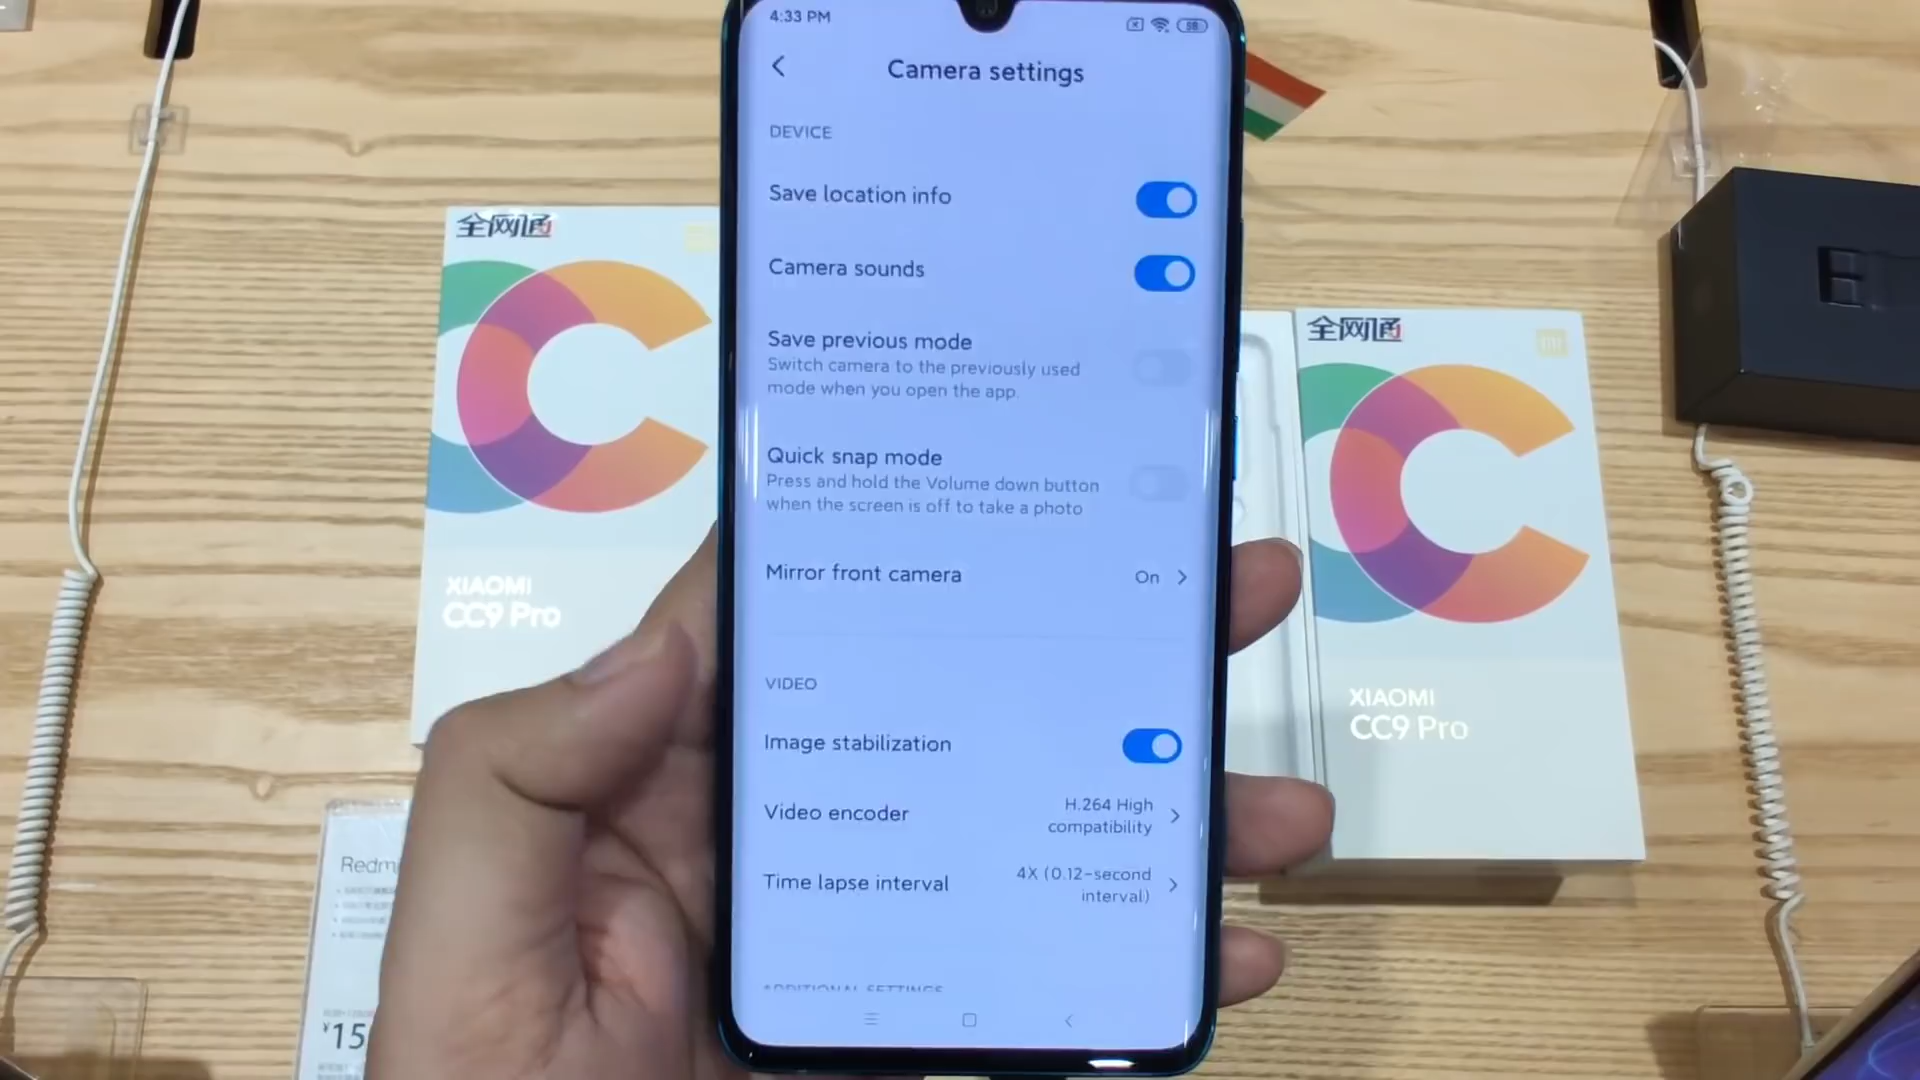 4:33 PM
58
Camera settings
DEVICE
Save location info
Camera sounds
Save previous mode
Switch camera to the previously used
mode when you open the app.
Quick snap mode
Press and hold the Volume down button
when the screen is off to take a photo
Mirror front camera
On
VIDEO
Image stabilization
Video encoder
H.264 High
compatibility
Time lapse interval
4X (0.12-second
interval)
ADDITIONAL SETTINGS
全网通
XIAOMI
CC9 Pro
全网通
XIAOMI
CC9 Pro
Redmi
¥15